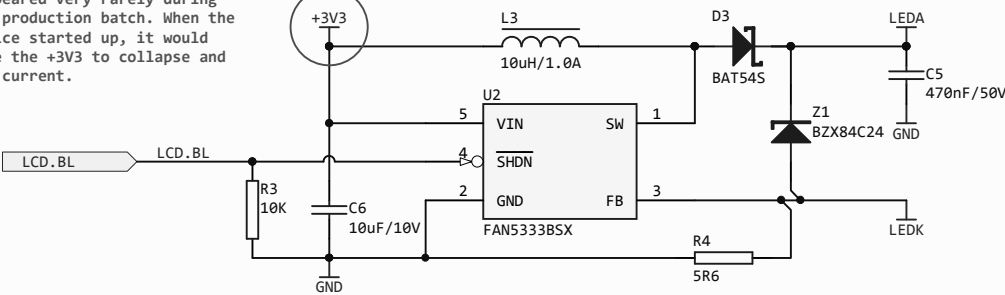 peared very rarely during
production batch. When the
ice started up, it would
e the +3V3 to collapse and
current.
+3V3
L3
10uH/1.0A
D3
BAT54S
LEDA
C5
470nF/50V
GND
Z1
BZX84C24
U2
5
VIN
SW
1
LCD.BL
LCD.BL
4
SHDN
R3
10K
2
GND
FB
3
C6
10uF/10V
FAN5333BSX
LEDK
R4
5R6
GND